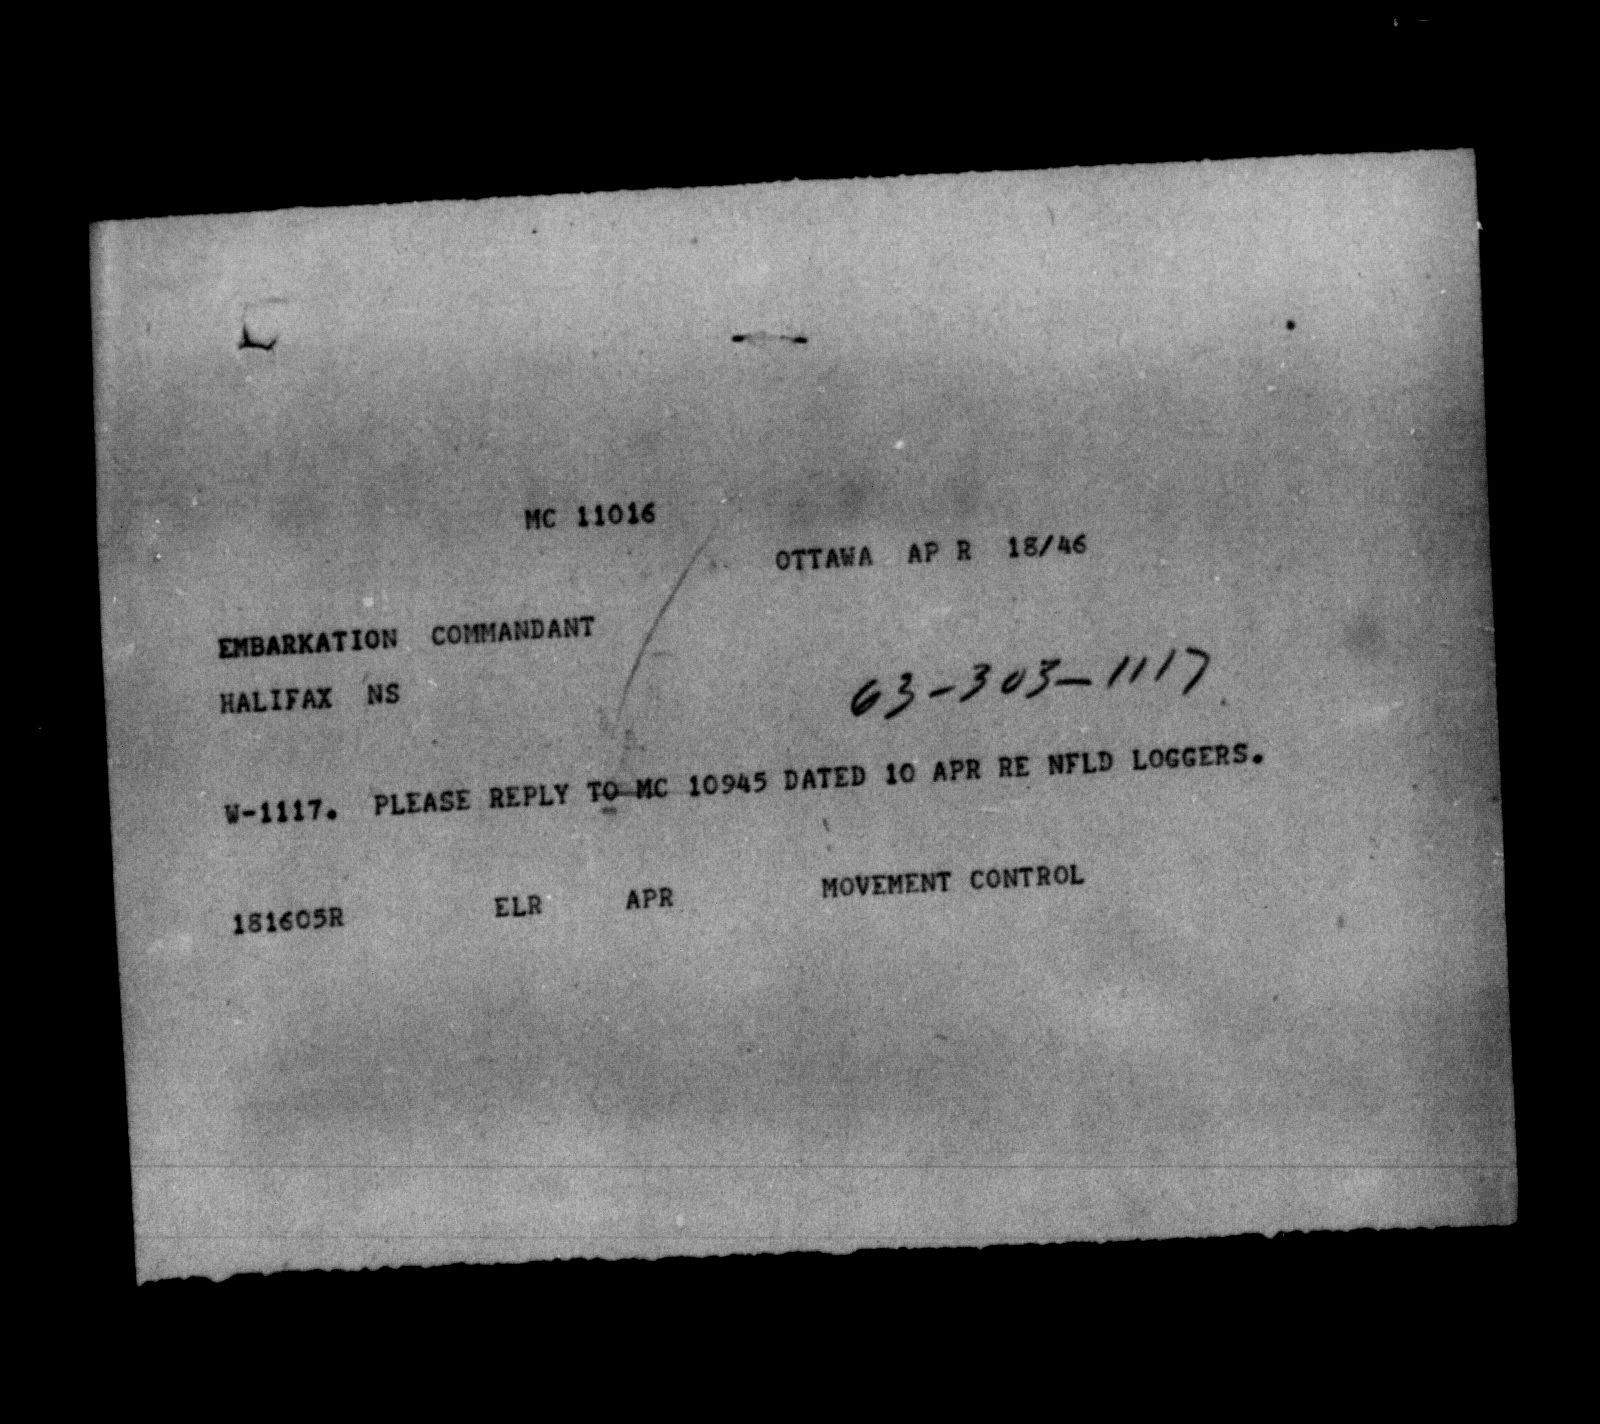 MC 11016
OTTAWA AP R 18/46
EMBARKATION COMMANDANT
HALIFAX NS
63-303-1117
W-1117. PLEASE REPLY TO MC 10945 DATED 10 APR RE NFLD LOGGERS.
181605R ELR APR MOVEMENT CONTROL